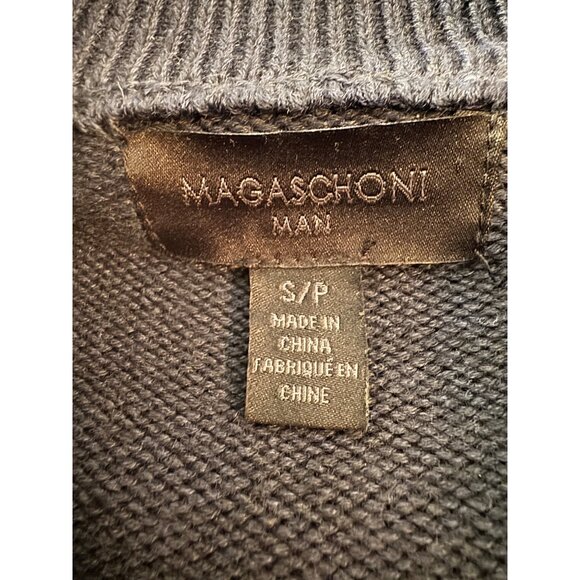 MAGASCHONI
MAN
S/P
MADE IN
CHINA
FABRIQUÉ EN
CHINE